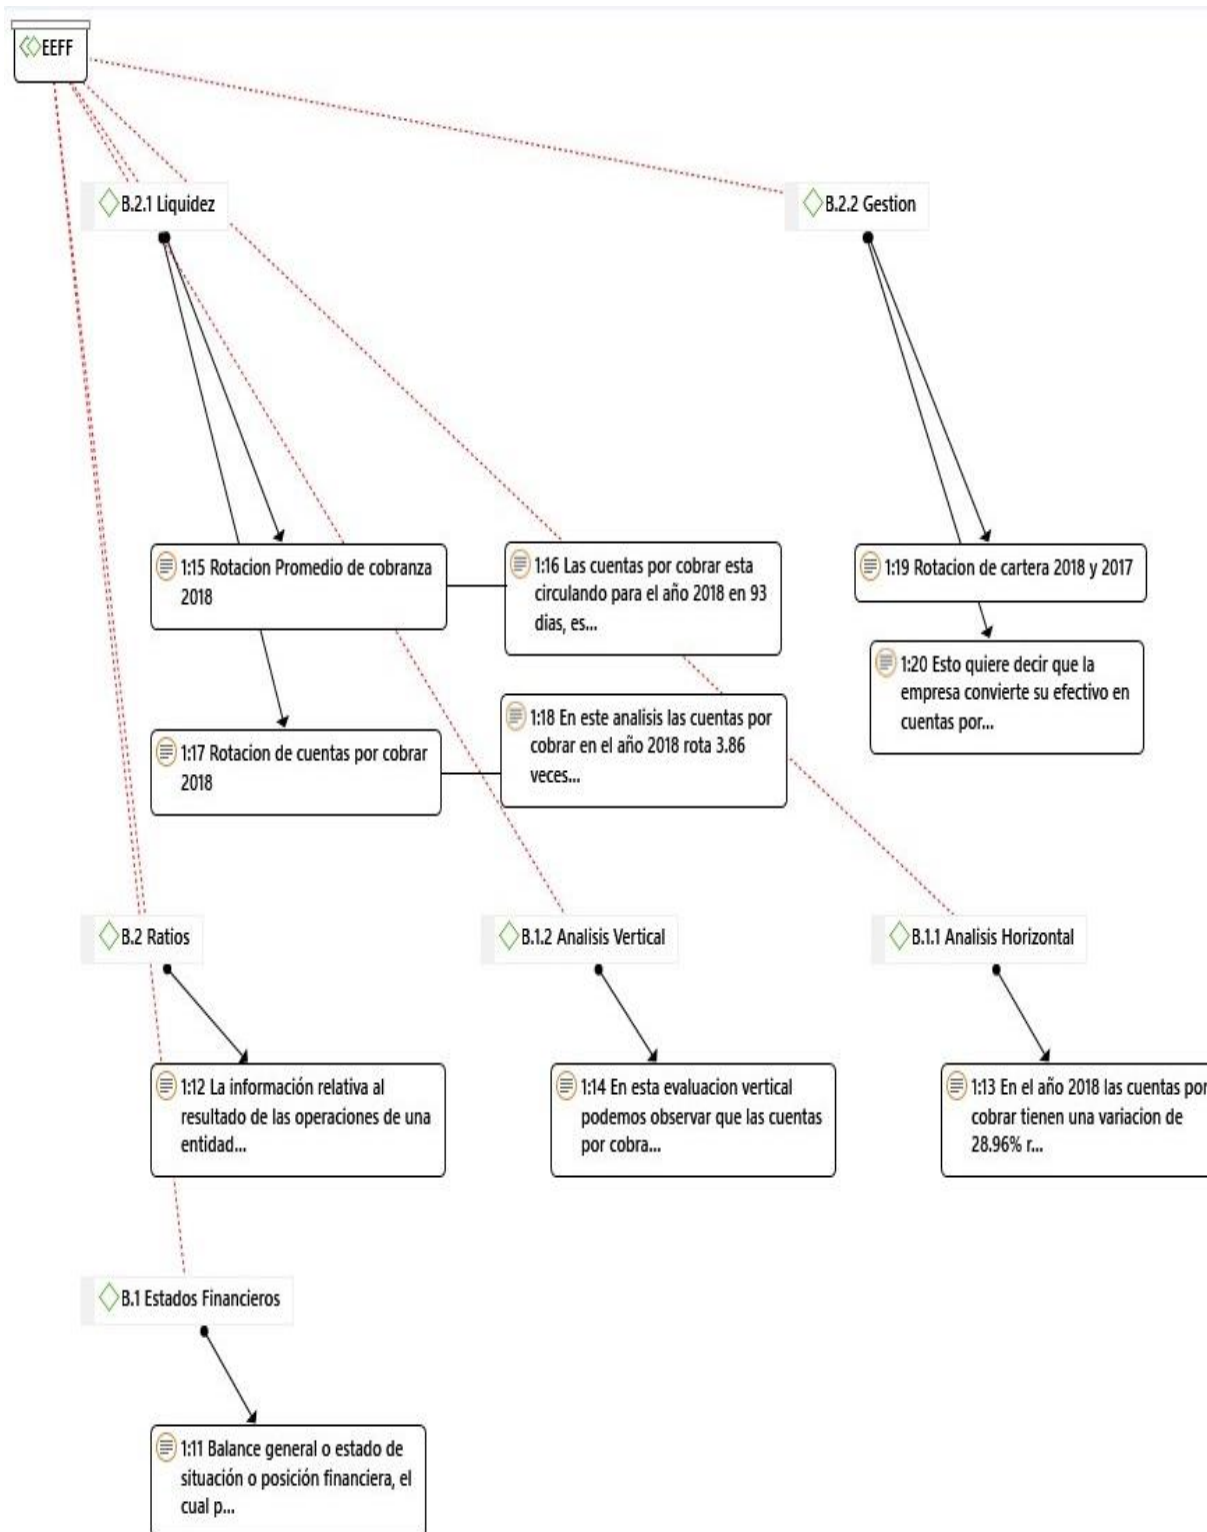 EEFF
B.2.1 Liquidez
B.2.2 Gestion
1:15 Rotacion Promedio de cobranza
2018
1:16 Las cuentas por cobrar esta
circulando para el año 2018 en 93
dias, es...
1:19 Rotacion de cartera 2018 y 2017
1:20 Esto quiere decir que la
empresa convierte su efectivo en
cuentas por...
1:17 Rotacion de cuentas por cobrar
2018
1:18 En este analisis las cuentas por
cobrar en el año 2018 rota 3.86
veces...
B.2 Ratios
B.1.2 Analisis Vertical
B.1.1 Analisis Horizontal
1:12 La información relativa al
resultado de las operaciones de una
entidad...
1:14 En esta evaluacion vertical
podemos observar que las cuentas
por cobra...
1:13 En el año 2018 las cuentas por
cobrar tienen una variacion de
28.96% r...
B.1 Estados Financieros
1:11 Balance general o estado de
situación o posición financiera, el
cual p...